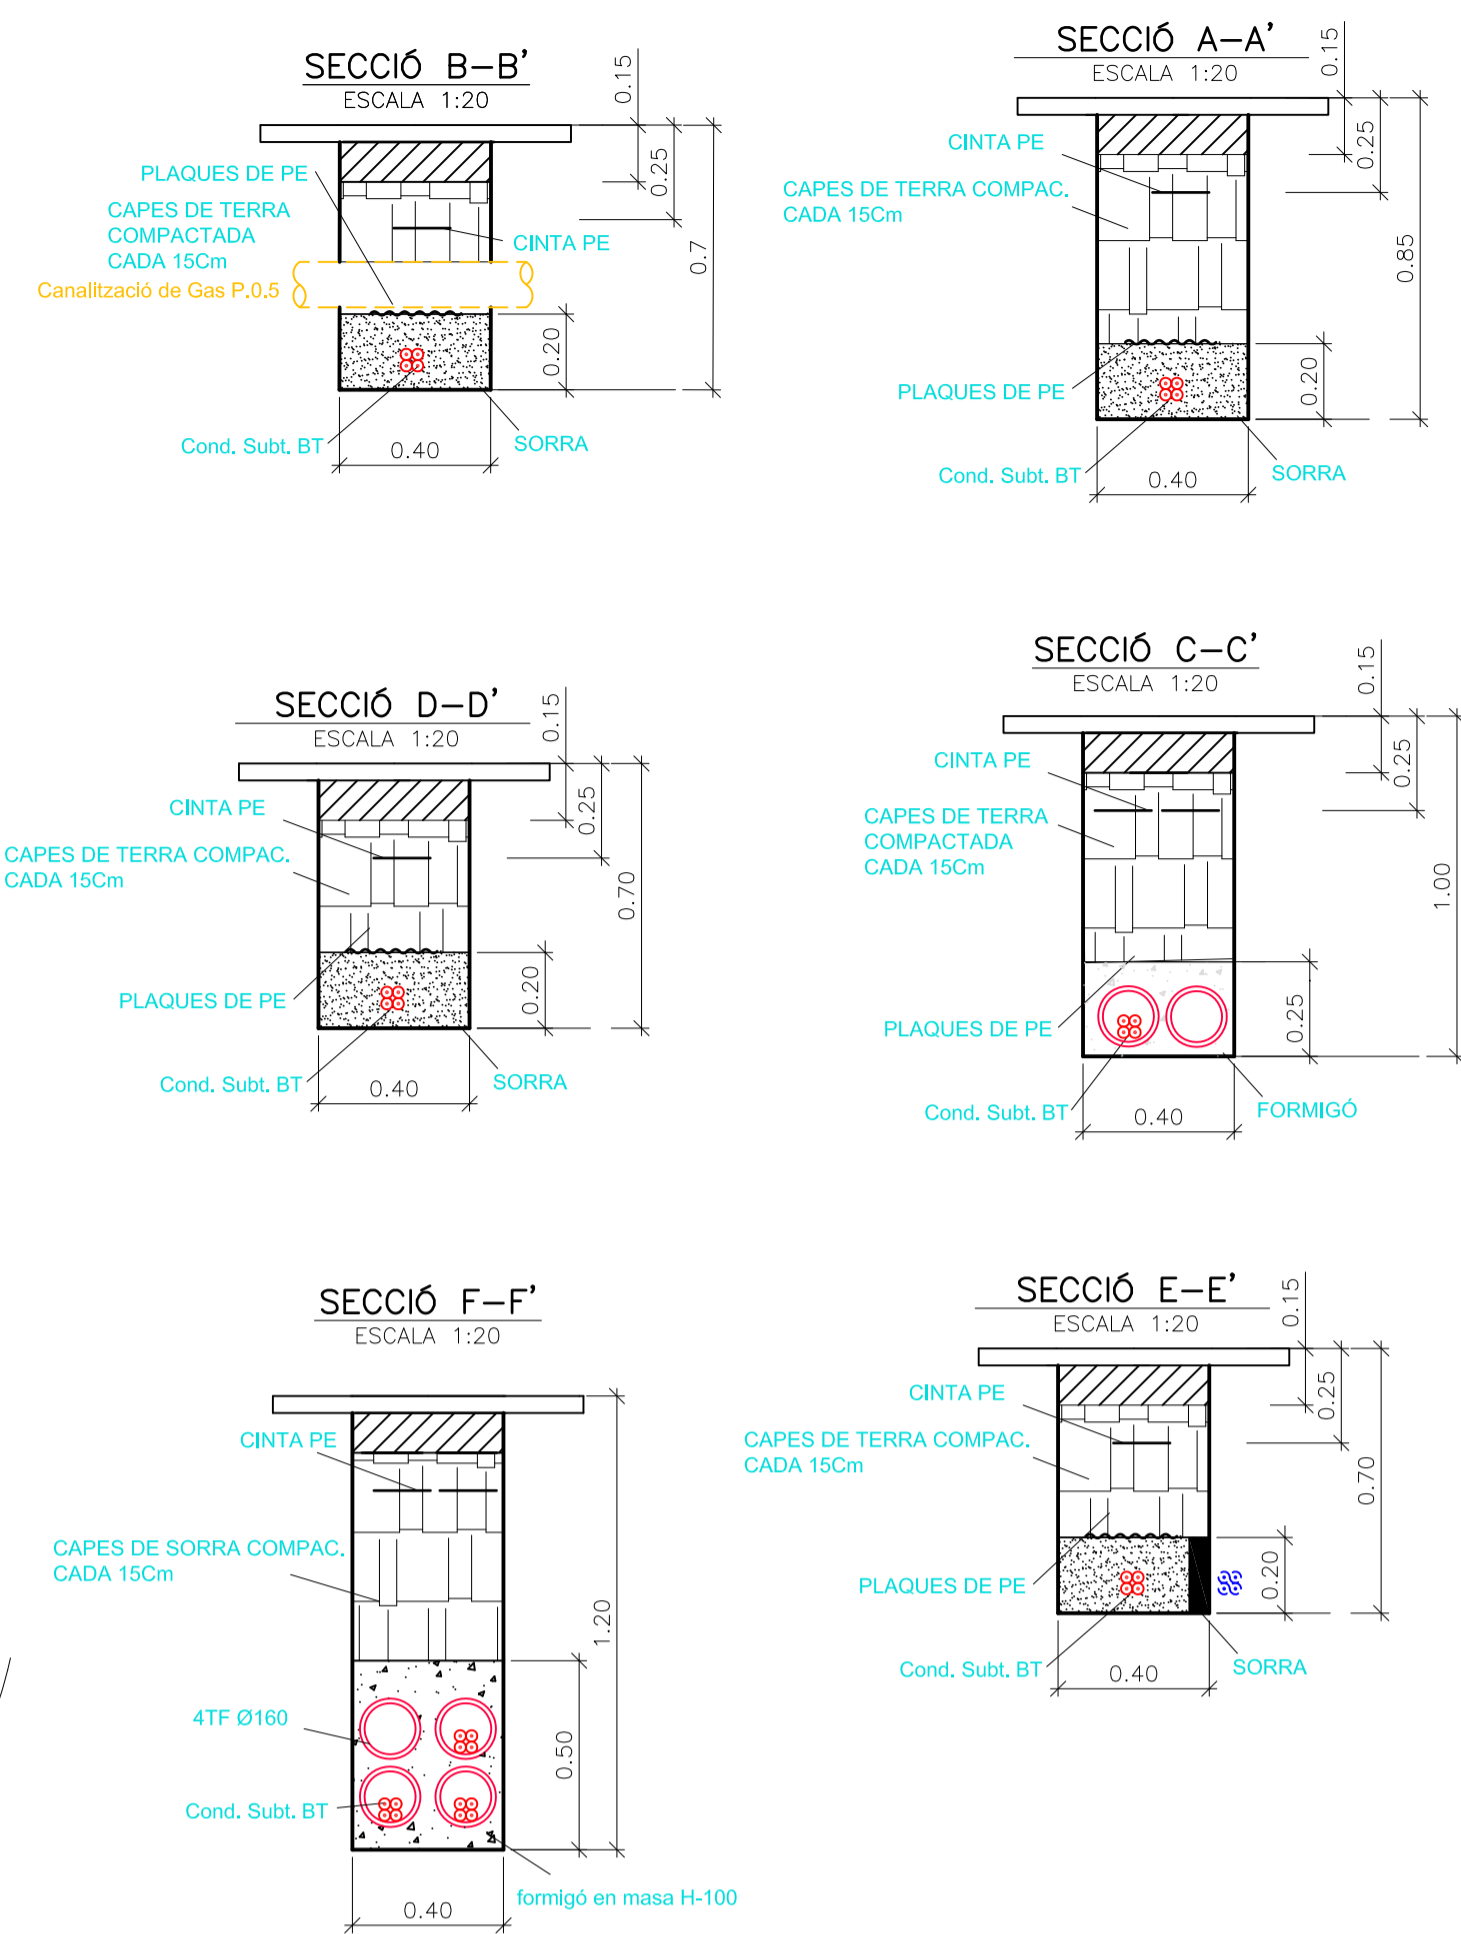 SECCIÓ B-B'
ESCALA 1:20
0.15
0.25
0.7
PLAQUES DE PE
CAPES DE TERRA
COMPACTADA
CADA 15Cm
CINTA PE
Canalització de Gas P.0.5
0.20
Cond. Subt. BT
SORRA
0.40
SECCIÓ A-A'
ESCALA 1:20
0.15
0.25
0.85
CINTA PE
CAPES DE TERRA COMPAC.
CADA 15Cm
PLAQUES DE PE
0.20
Cond. Subt. BT
SORRA
0.40
SECCIÓ D-D'
ESCALA 1:20
0.15
0.25
0.70
CINTA PE
CAPES DE TERRA COMPAC.
CADA 15Cm
PLAQUES DE PE
0.20
Cond. Subt. BT
SORRA
0.40
SECCIÓ C-C'
ESCALA 1:20
0.15
0.25
1.00
CINTA PE
CAPES DE TERRA
COMPACTADA
CADA 15Cm
PLAQUES DE PE
0.25
Cond. Subt. BT
FORMIGÓ
0.40
SECCIÓ F-F'
ESCALA 1:20
CINTA PE
CAPES DE SORRA COMPAC.
CADA 15Cm
1.20
4TF Ø160
0.50
Cond. Subt. BT
formigó en masa H-100
0.40
SECCIÓ E-E'
ESCALA 1:20
0.15
0.25
0.70
CINTA PE
CAPES DE TERRA COMPAC.
CADA 15Cm
PLAQUES DE PE
0.20
Cond. Subt. BT
SORRA
0.40